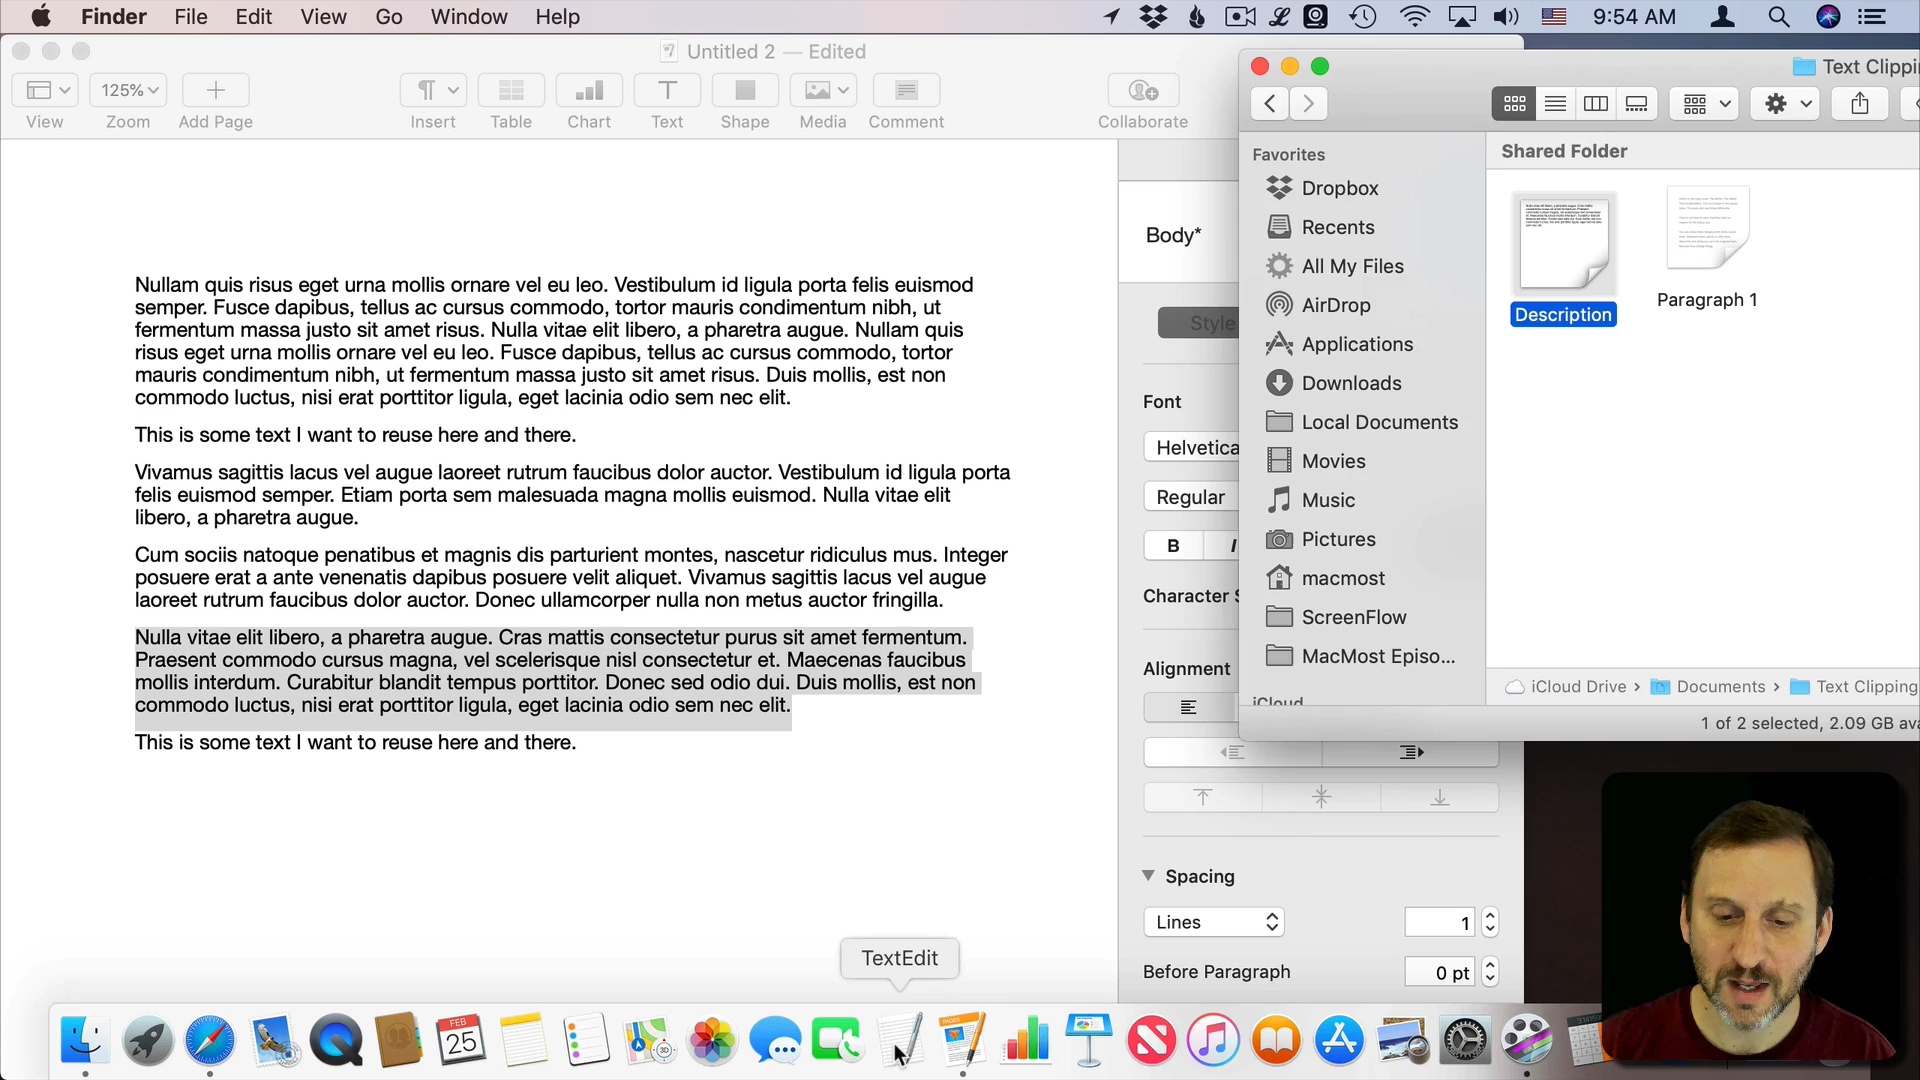 Finder File Edit View Go Window Help
9:54 AM
Untitled 2 — Edited
125%
View Zoom Add Page Insert Table Chart Text Shape Media Comment Collaborate
Nullam quis risus eget urna mollis ornare vel eu leo. Vestibulum id ligula porta felis euismod
semper. Fusce dapibus, tellus ac cursus commodo, tortor mauris condimentum nibh, ut
fermentum massa justo sit amet risus. Nulla vitae elit libero, a pharetra augue. Nullam quis
risus eget urna mollis ornare vel eu leo. Fusce dapibus, tellus ac cursus commodo, tortor
mauris condimentum nibh, ut fermentum massa justo sit amet risus. Duis mollis, est non
commodo luctus, nisi erat porttitor ligula, eget lacinia odio sem nec elit.
This is some text I want to reuse here and there.
Vivamus sagittis lacus vel augue laoreet rutrum faucibus dolor auctor. Vestibulum id ligula porta
felis euismod semper. Etiam porta sem malesuada magna mollis euismod. Nulla vitae elit
libero, a pharetra augue.
Cum sociis natoque penatibus et magnis dis parturient montes, nascetur ridiculus mus. Integer
posuere erat a ante venenatis dapibus posuere velit aliquet. Vivamus sagittis lacus vel augue
laoreet rutrum faucibus dolor auctor. Donec ullamcorper nulla non metus auctor fringilla.
Nulla vitae elit libero, a pharetra augue. Cras mattis consectetur purus sit amet fermentum.
Praesent commodo cursus magna, vel scelerisque nisl consectetur et. Maecenas faucibus
mollis interdum. Curabitur blandit tempus porttitor. Donec sed odio dui. Duis mollis, est non
commodo luctus, nisi erat porttitor ligula, eget lacinia odio sem nec elit.
This is some text I want to reuse here and there.
Body*
Style
Font
Helvetica
Regular
B I
Character S
Alignment
Spacing
Lines 1
Before Paragraph 0 pt
Text Clipping
Favorites
Dropbox
Recents
All My Files
AirDrop
Applications
Downloads
Local Documents
Movies
Music
Pictures
macmost
ScreenFlow
MacMost Episo...
iCloud
Shared Folder
Description
Paragraph 1
iCloud Drive › Documents › Text Clipping
1 of 2 selected, 2.09 GB ava
TextEdit
FEB
25
3D